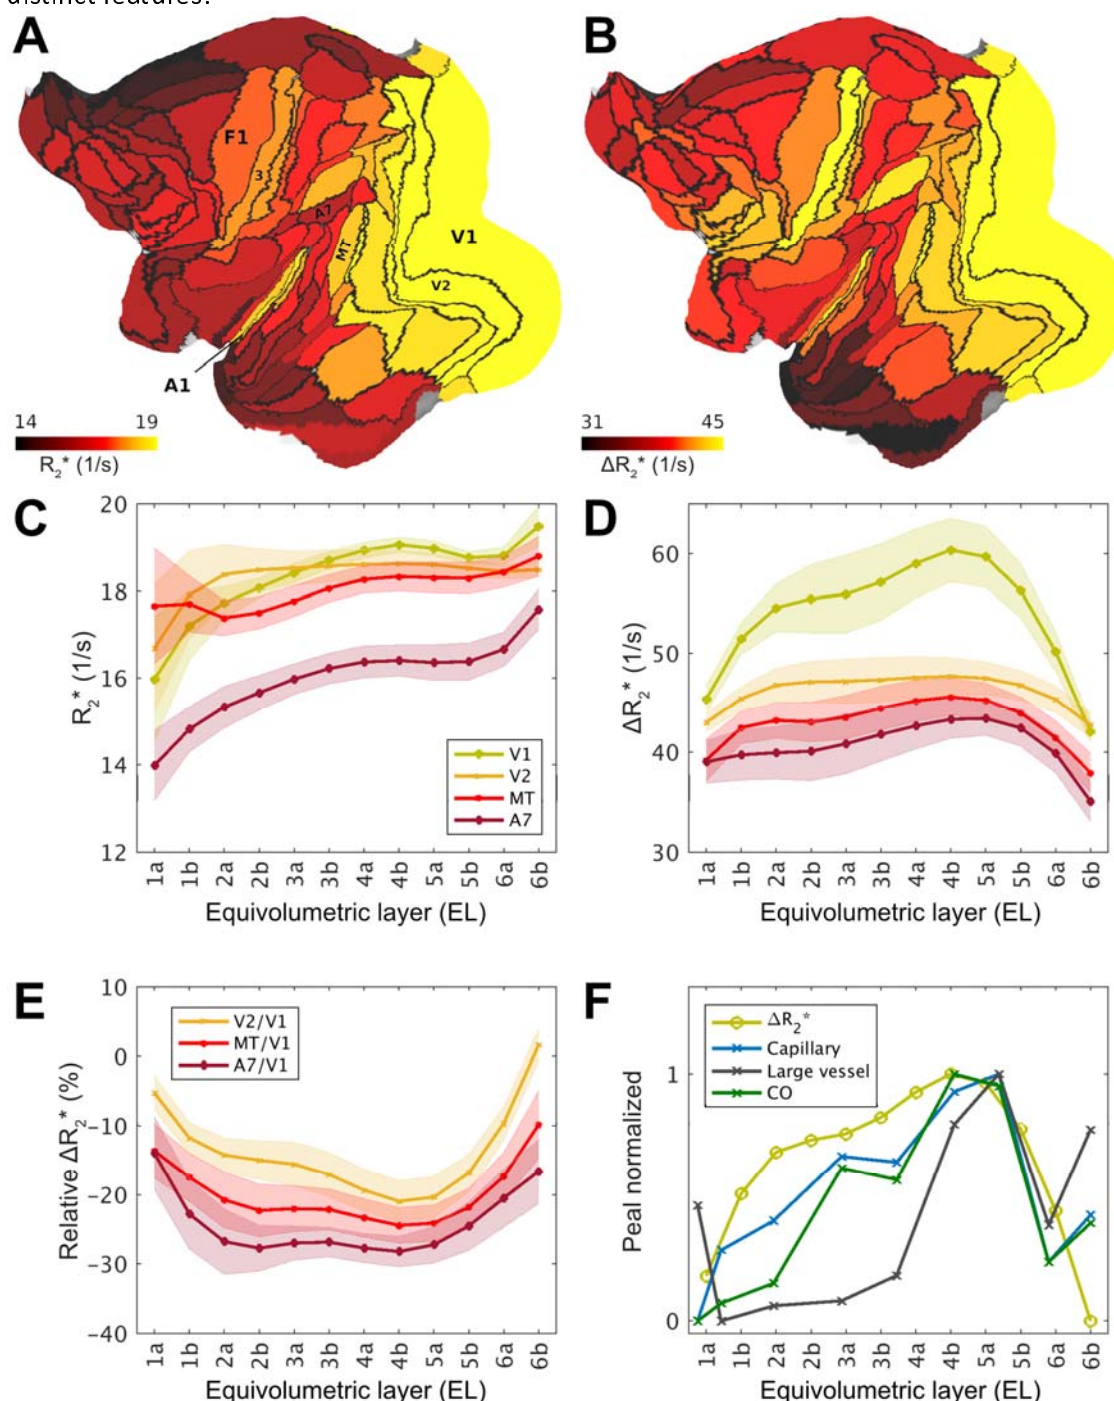 distinct features.
A
B
F1
3
A7
MT
V1
V2
A1
14 19
R2* (1/s)
31 45
ΔR2* (1/s)
C
20
18
16
14
12
R2* (1/s)
V1
V2
MT
A7
1a 1b 2a 2b 3a 3b 4a 4b 5a 5b 6a 6b
Equivolumetric layer (EL)
D
60
50
40
30
ΔR2* (1/s)
1a 1b 2a 2b 3a 3b 4a 4b 5a 5b 6a 6b
Equivolumetric layer (EL)
E
10
0
-10
-20
-30
-40
Relative ΔR2* (%)
V2/V1
MT/V1
A7/V1
1a 1b 2a 2b 3a 3b 4a 4b 5a 5b 6a 6b
Equivolumetric layer (EL)
F
1
0
Peal normalized
ΔR2*
Capillary
Large vessel
CO
1a 1b 2a 2b 3a 3b 4a 4b 5a 5b 6a 6b
Equivolumetric layer (EL)